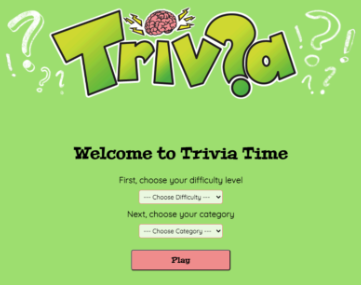 Triv?a
Welcome to Trivia Time
First, choose your difficulty level
--- Choose Difficulty ---
Next, choose your category
--- Choose Category ---
Play